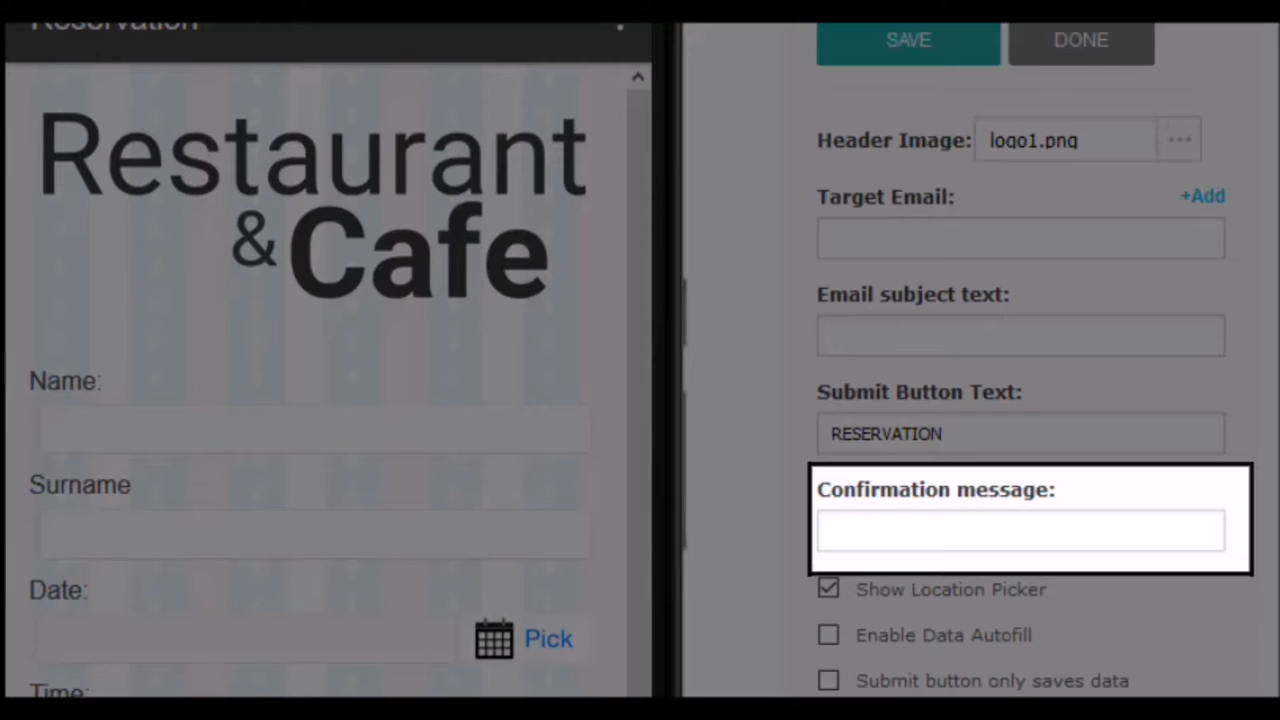 Reservation
Restaurant
& Cafe
Name:
Surname
Date:
Pick
Time:
SAVE
DONE
Header Image:
logo1.png
Target Email:
+Add
Email subject text:
Submit Button Text:
RESERVATION
Confirmation message:
Show Location Picker
Enable Data Autofill
Submit button only saves data